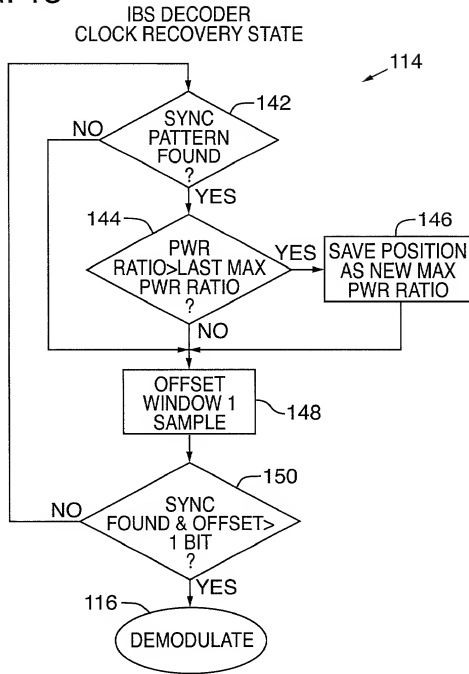 IBS DECODER
CLOCK RECOVERY STATE
114
142
NO
SYNC
PATTERN
FOUND
?
YES
144
146
PWR
RATIO>LAST MAX
PWR RATIO
?
YES
SAVE POSITION
AS NEW MAX
PWR RATIO
NO
OFFSET
WINDOW 1
SAMPLE
148
150
NO
SYNC
FOUND & OFFSET>
1 BIT
?
YES
116
DEMODULATE